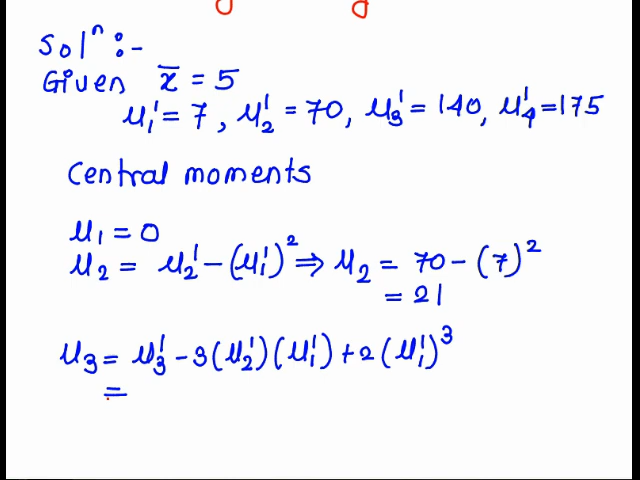 Solⁿ :-
Given x̄ = 5
μ₁' = 7, μ₂' = 70, μ₃' = 140, μ₄' = 175
Central moments
μ₁ = 0
μ₂ = μ₂' - (μ₁')² ⇒ μ₂ = 70 - (7)²
= 21
μ₃ = μ₃' - 3(μ₂')(μ₁') + 2(μ₁')³
=